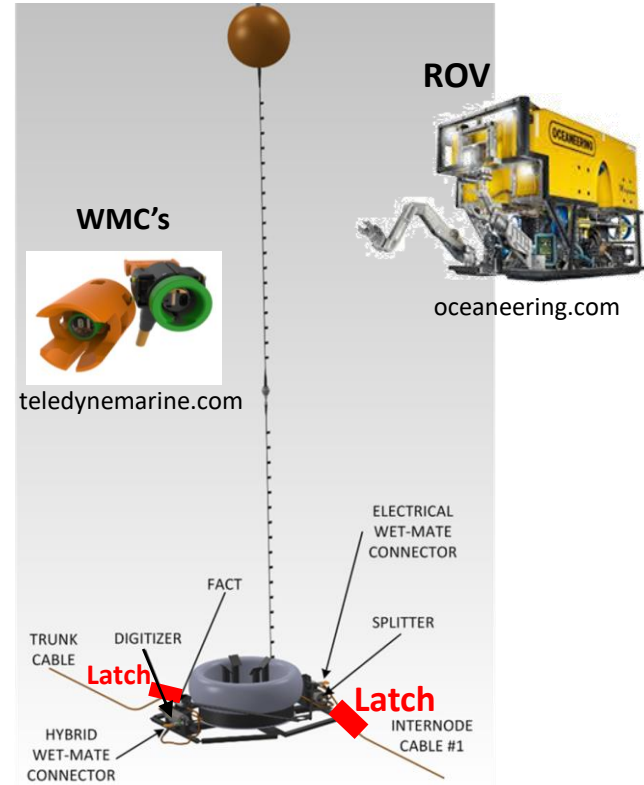 ROV
OCEANEERING
WMC's
oceaneering.com
teledynemarine.com
ELECTRICAL
WET-MATE
CONNECTOR
FACT
SPLITTER
TRUNK
CABLE
DIGITIZER
Latch
Latch
HYBRID
WET-MATE
CONNECTOR
INTERNODE
CABLE #1